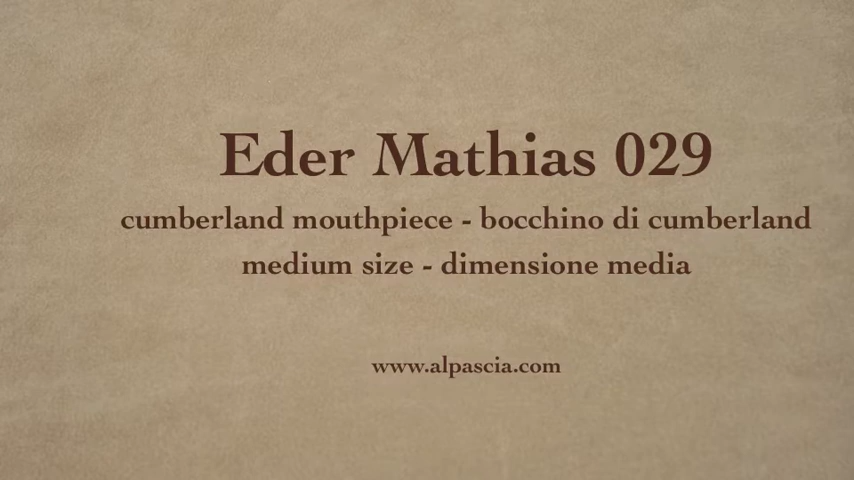 Eder Mathias 029
cumberland mouthpiece - bocchino di cumberland
medium size - dimensione media
www.alpascia.com